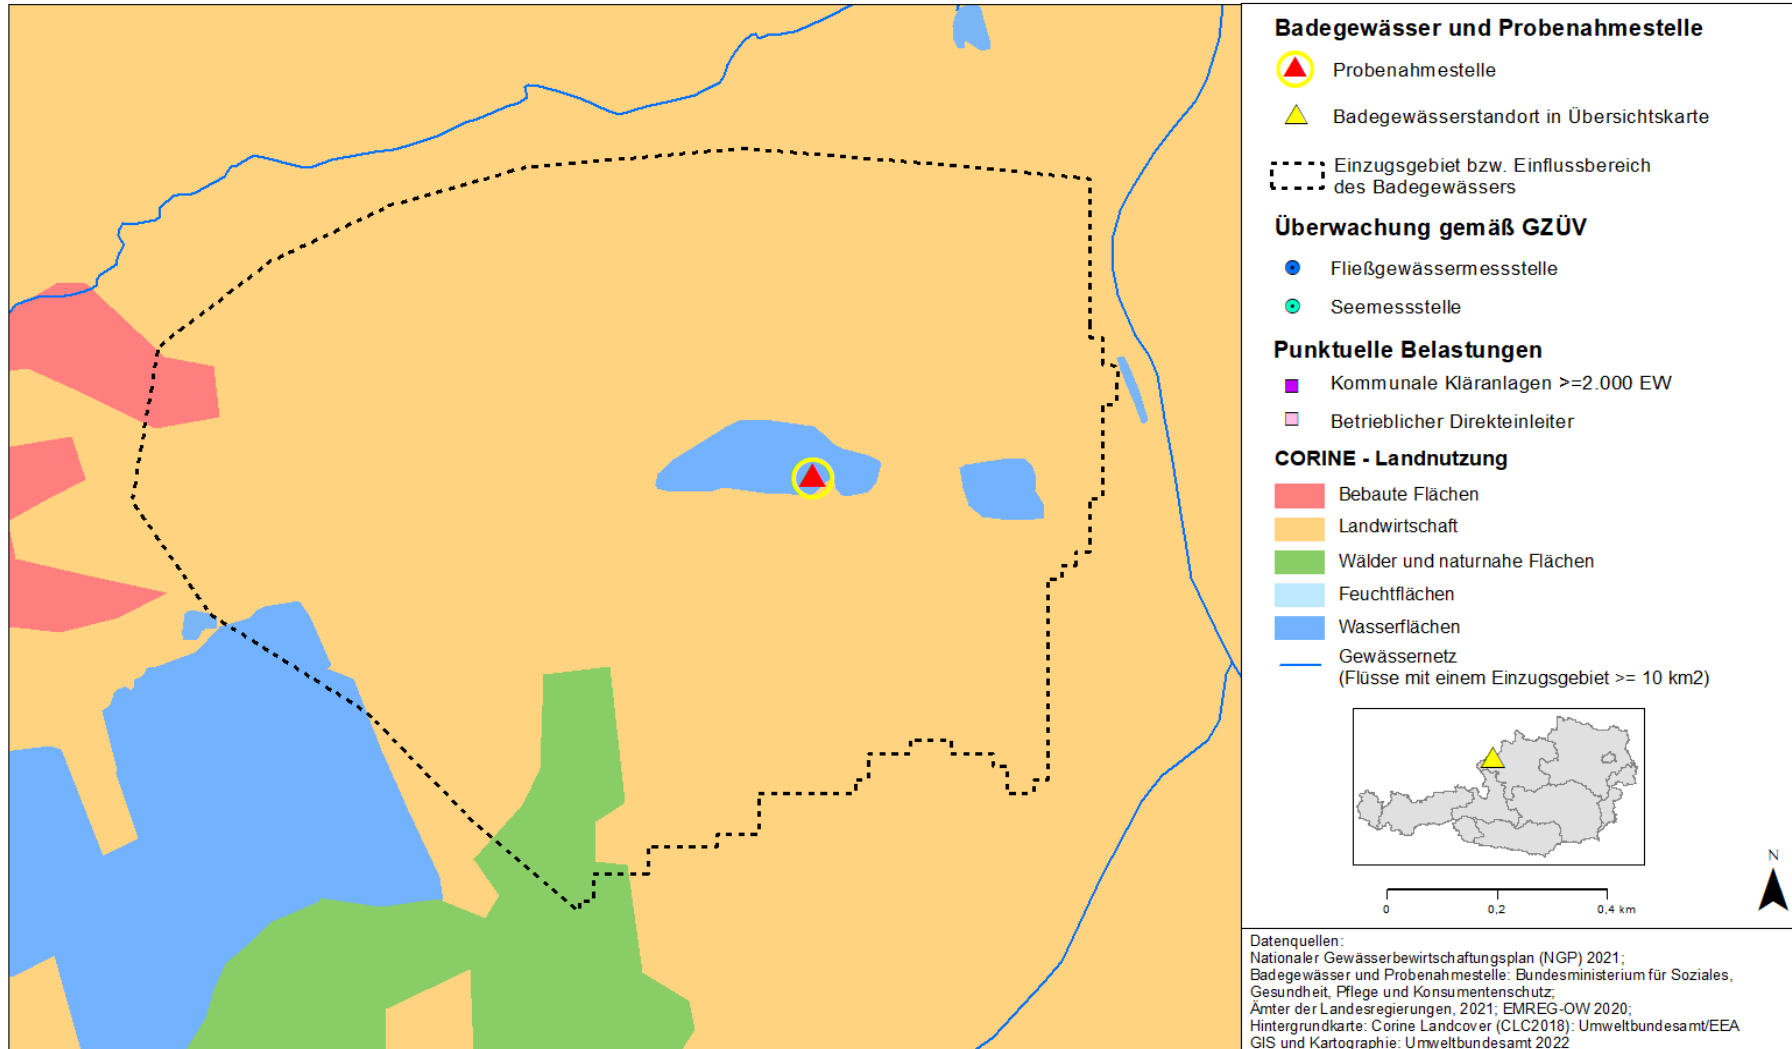 Badegewässer und Probenahmestelle
Probenahmestelle
Badegewässerstandort in Übersichtskarte
Einzugsgebiet bzw. Einflussbereich
des Badegewässers
Überwachung gemäß GZÜV
Fließgewässermessstelle
Seemessstelle
Punktuelle Belastungen
Kommunale Kläranlagen >=2.000 EW
Betrieblicher Direkteinleiter
CORINE - Landnutzung
Bebaute Flächen
Landwirtschaft
Wälder und naturnahe Flächen
Feuchtflächen
Wasserflächen
Gewässernetz
(Flüsse mit einem Einzugsgebiet >= 10 km2)
N
0 0,2 0,4 km
Datenquellen:
Nationaler Gewässerbewirtschaftungsplan (NGP) 2021;
Badegewässer und Probenahmestelle: Bundesministerium für Soziales,
Gesundheit, Pflege und Konsumentenschutz;
Ämter der Landesregierungen, 2021; EMREG-OW 2020;
Hintergrundkarte: Corine Landcover (CLC2018): Umweltbundesamt/EEA
GIS und Kartographie: Umweltbundesamt 2022